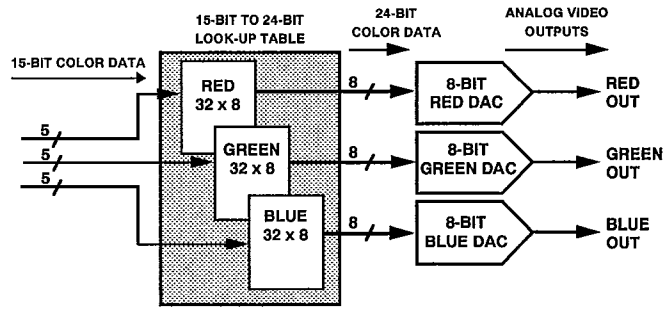 15-BIT TO 24-BIT
LOOK-UP TABLE
24-BIT
COLOR DATA
ANALOG VIDEO
OUTPUTS
15-BIT COLOR DATA
RED
32 x 8
8
8-BIT
RED DAC
RED
OUT
5
5
5
GREEN
32 x 8
8
8-BIT
GREEN DAC
GREEN
OUT
BLUE
32 x 8
8
8-BIT
BLUE DAC
BLUE
OUT